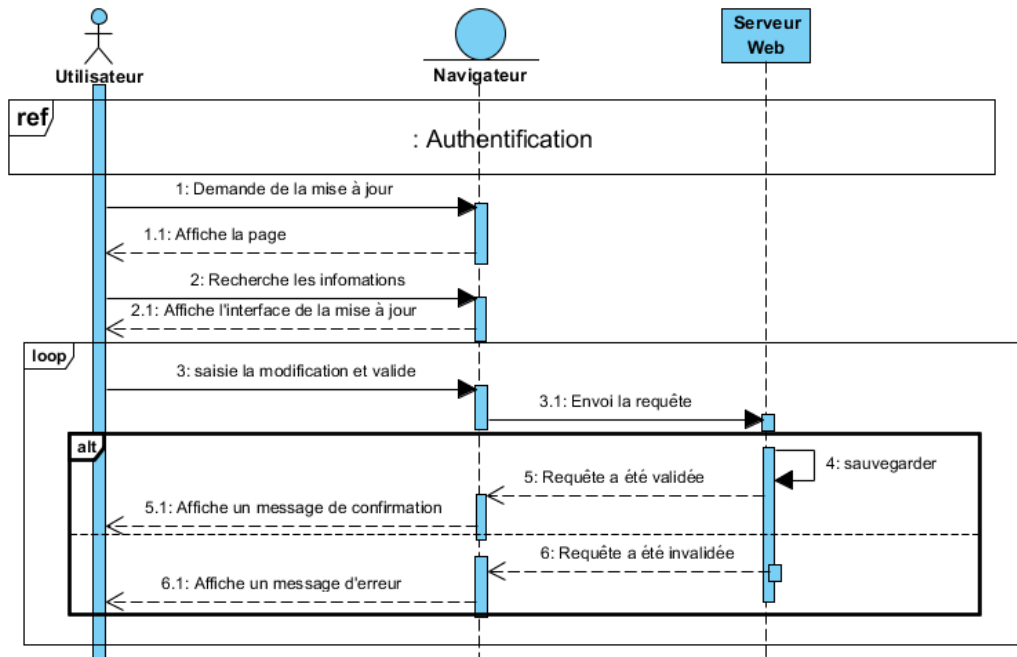 Serveur
Web
Utilisateur
Navigateur
ref
: Authentification
1: Demande de la mise à jour
1.1: Affiche la page
2: Recherche les infomations
2.1: Affiche l'interface de la mise à jour
loop
3: saisie la modification et valide
3.1: Envoi la requête
alt
4: sauvegarder
5: Requête a été validée
5.1: Affiche un message de confirmation
6: Requête a été invalidée
6.1: Affiche un message d'erreur